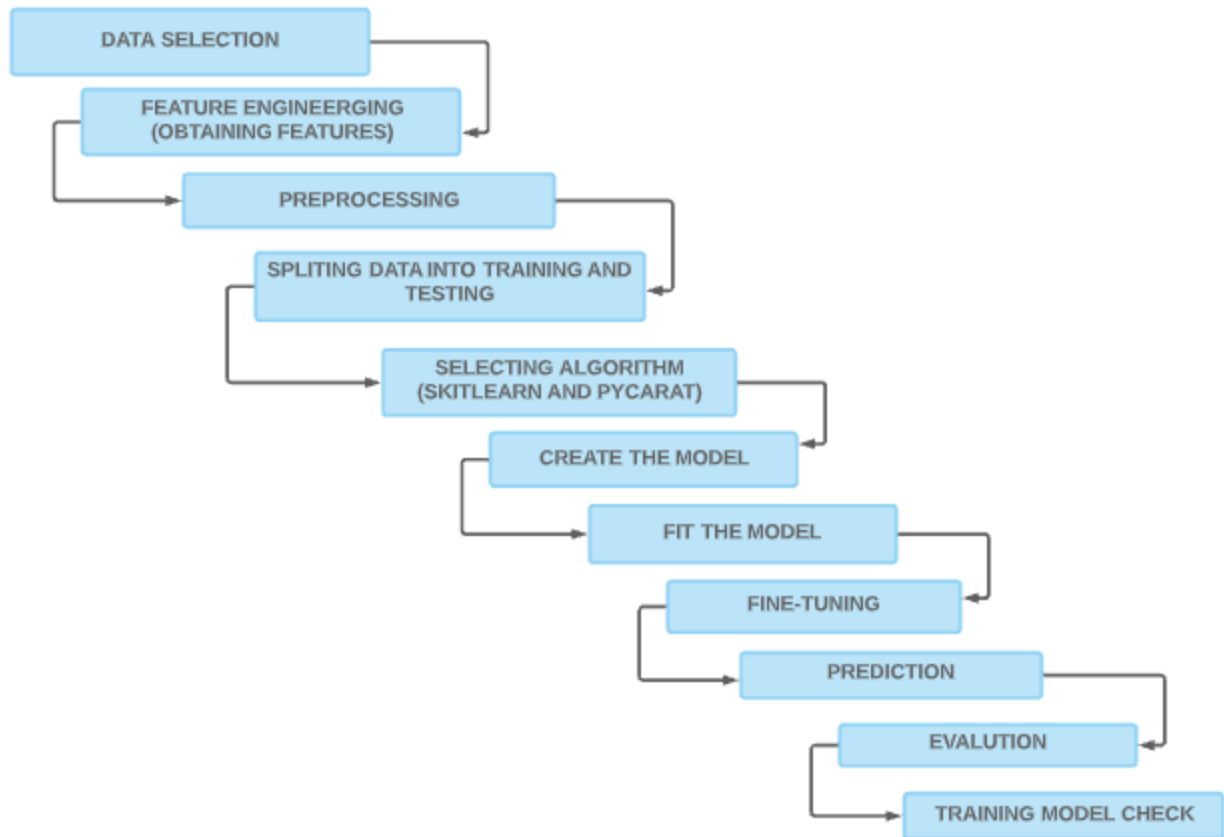 DATA SELECTION
FEATURE ENGINEERGING
(OBTAINING FEATURES)
PREPROCESSING
SPLITING DATA INTO TRAINING AND
TESTING
SELECTING ALGORITHM
(SKITLEARN AND PYCARAT)
CREATE THE MODEL
FIT THE MODEL
FINE-TUNING
PREDICTION
EVALUTION
TRAINING MODEL CHECK